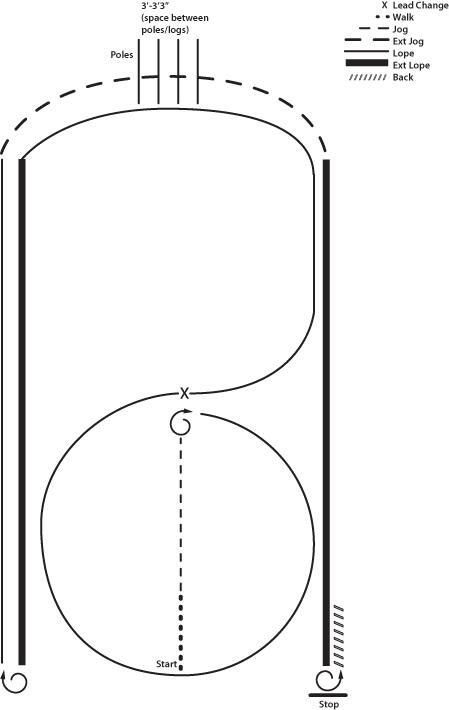 3'-3'3"
(space between
poles/logs)
Poles
X Lead Change
Walk
Jog
Ext Jog
Lope
Ext Lope
Back
X
Start
Stop